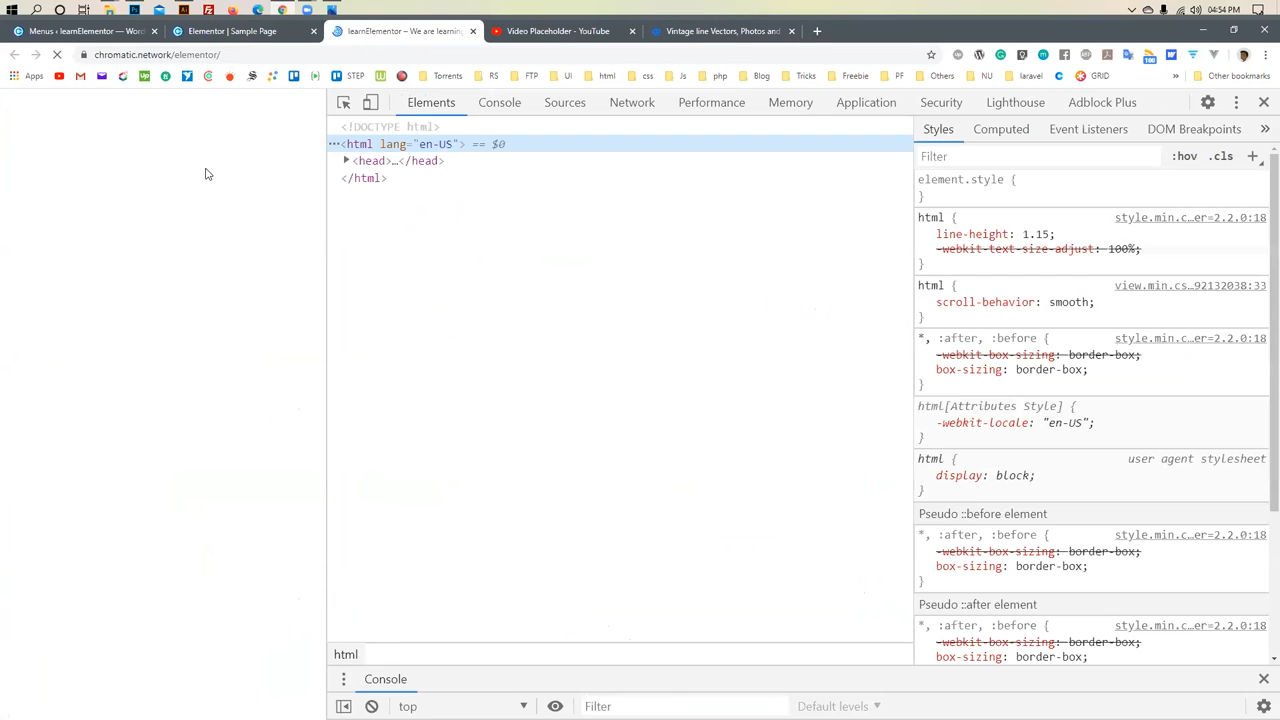 04:54 PM
Menus ‹ learnElementor — Wor
Elementor | Sample Page
learnElementor – We are learning
Video Placeholder - YouTube
Vintage line Vectors, Photos and
chromatic.network/elementor/
Apps
STEP
Torrents
RS
FTP
UI
html
css
Js
php
Blog
Tricks
Freebie
PF
Others
NU
laravel
GRID
»
Other bookmarks
Elements
Console
Sources
Network
Performance
Memory
Application
Security
Lighthouse
Adblock Plus
<!DOCTYPE html>
<html lang="en-US"> == $0
<head>…</head>
</html>
html
Styles
Computed
Event Listeners
DOM Breakpoints
»
Filter
:hov .cls +
element.style {
}
html { style.min.c…er=2.2.0:18
line-height: 1.15;
-webkit-text-size-adjust: 100%;
}
html { view.min.cs…92132038:33
scroll-behavior: smooth;
}
*, :after, :before { style.min.c…er=2.2.0:18
-webkit-box-sizing: border-box;
box-sizing: border-box;
}
html[Attributes Style] {
-webkit-locale: "en-US";
}
html { user agent stylesheet
display: block;
}
Pseudo ::before element
*, :after, :before { style.min.c…er=2.2.0:18
-webkit-box-sizing: border-box;
box-sizing: border-box;
}
Pseudo ::after element
*, :after, :before { style.min.c…er=2.2.0:18
-webkit-box-sizing: border-box;
box-sizing: border-box;
Console
top
Filter
Default levels